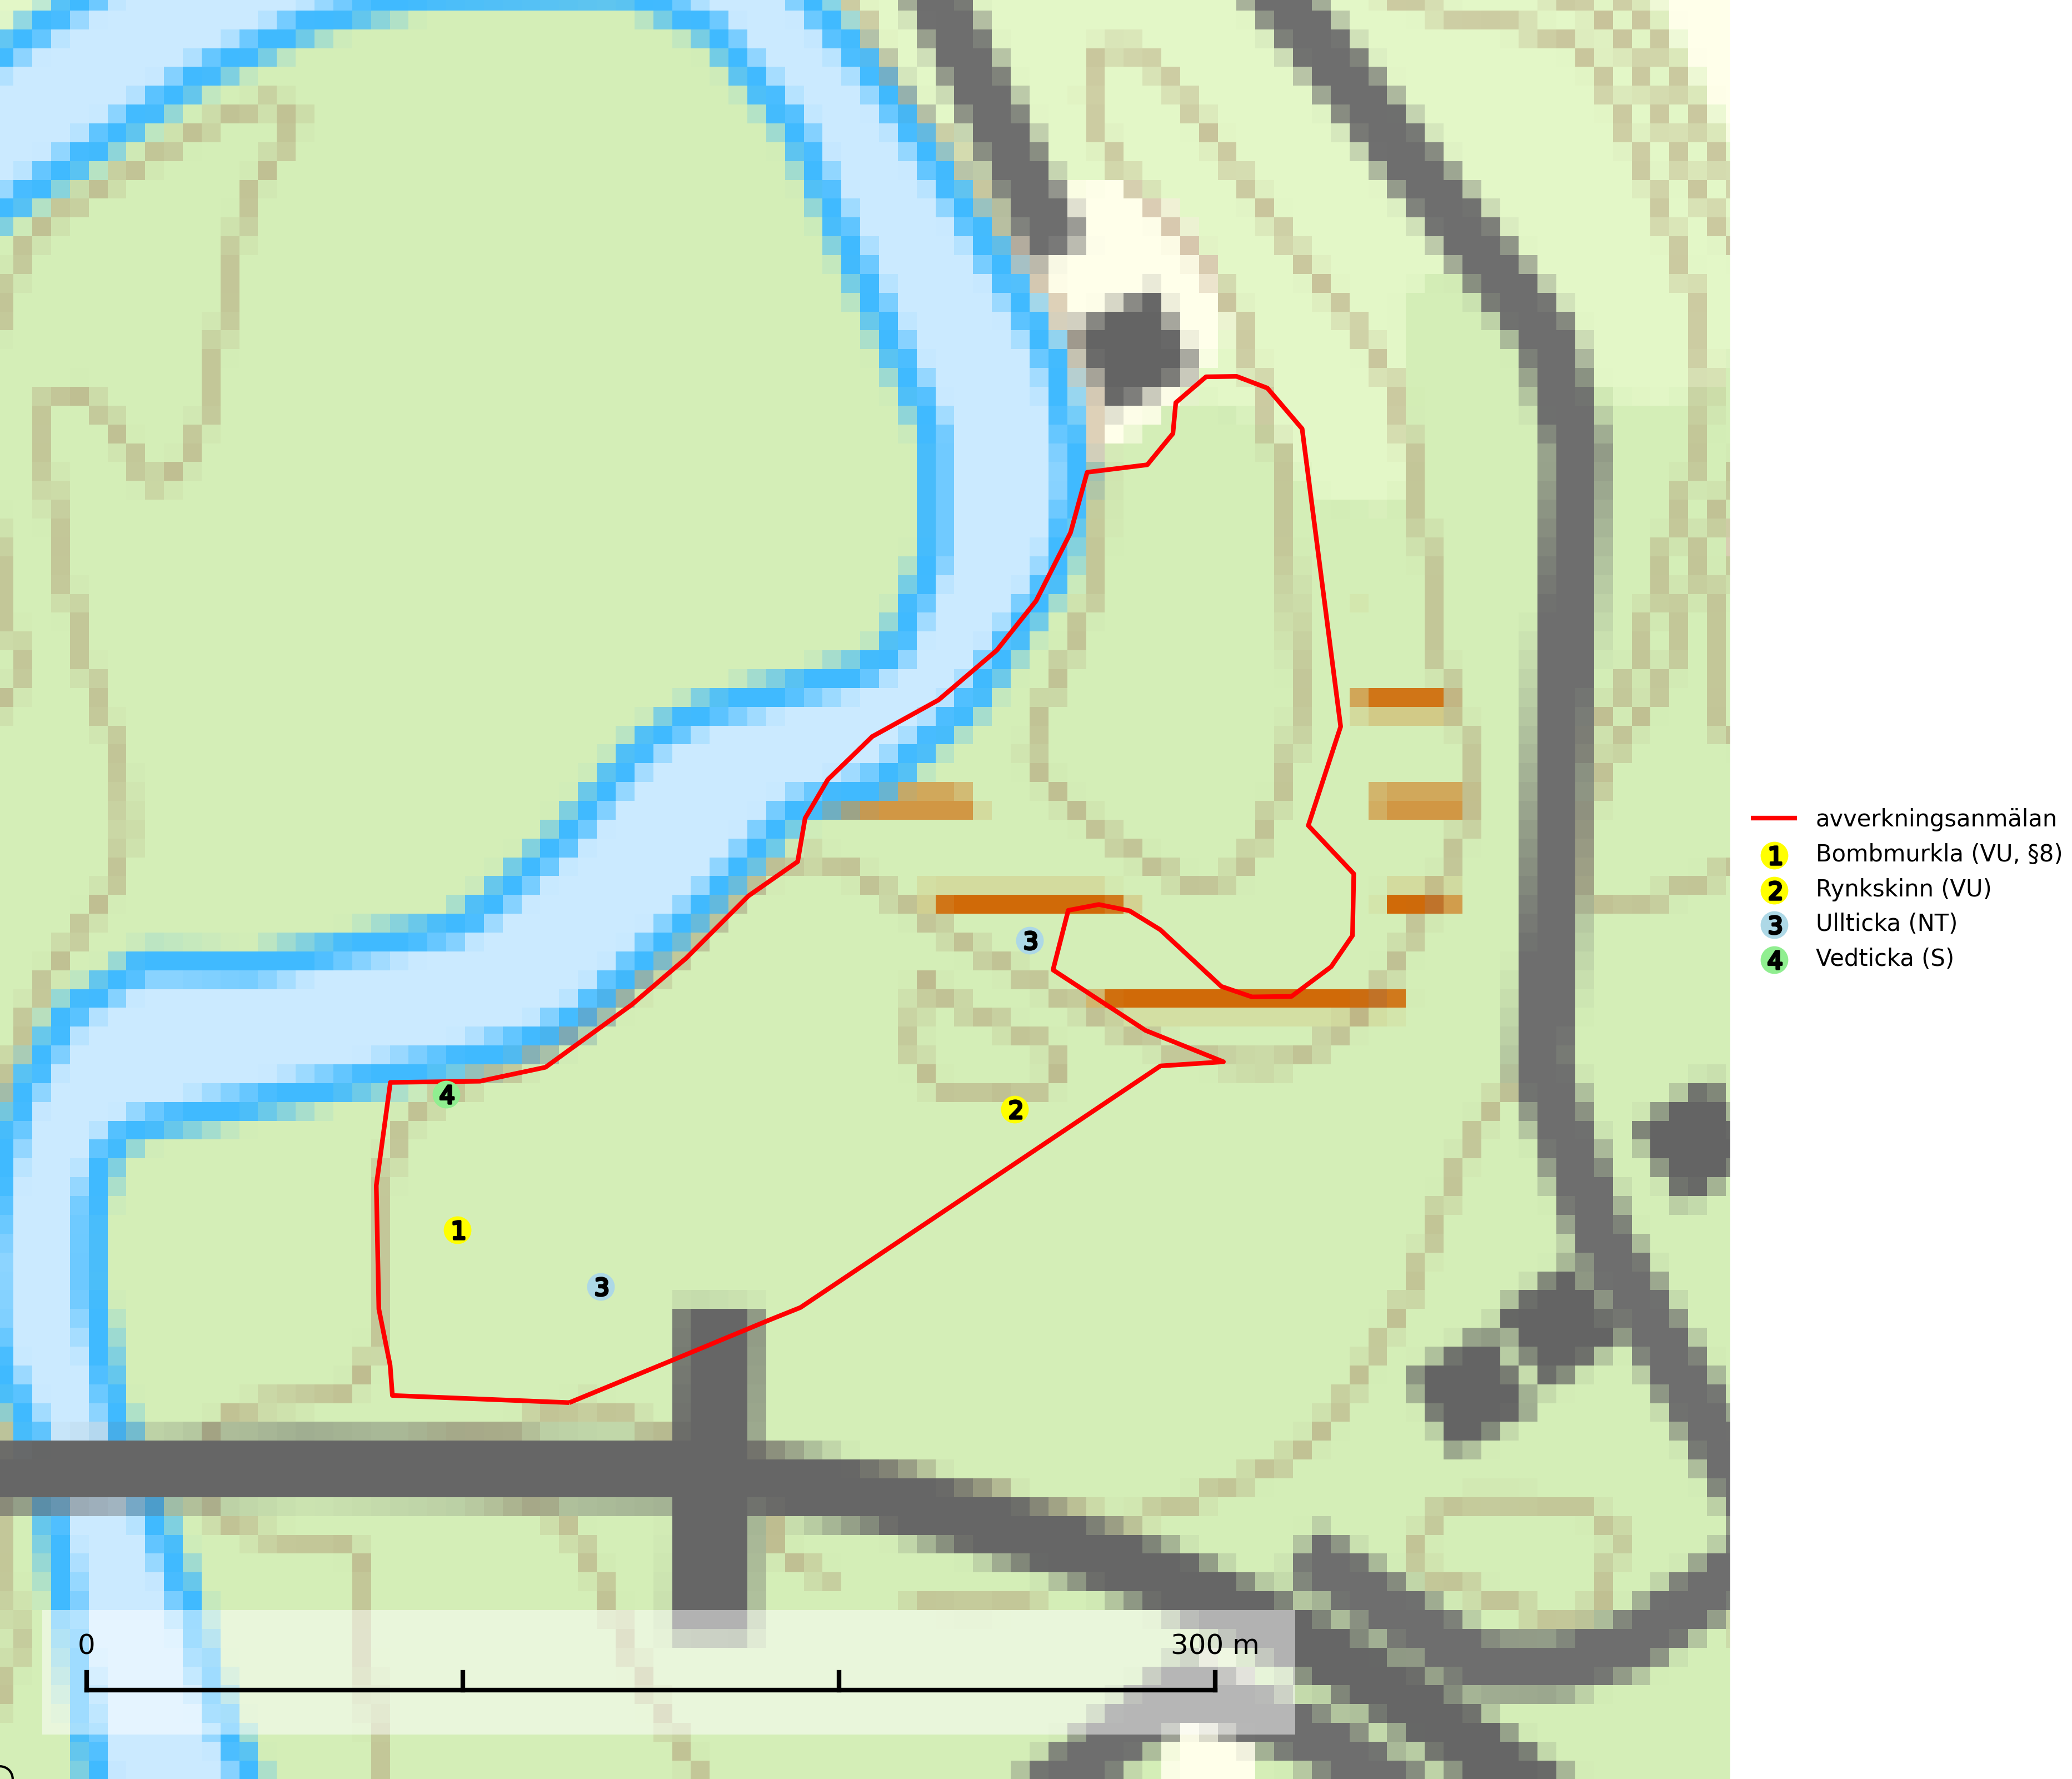 3
4
2
1
3
0
300 m
avverkningsanmälan
1 Bombmurkla (VU, §8)
2 Rynkskinn (VU)
3 Ullticka (NT)
4 Vedticka (S)